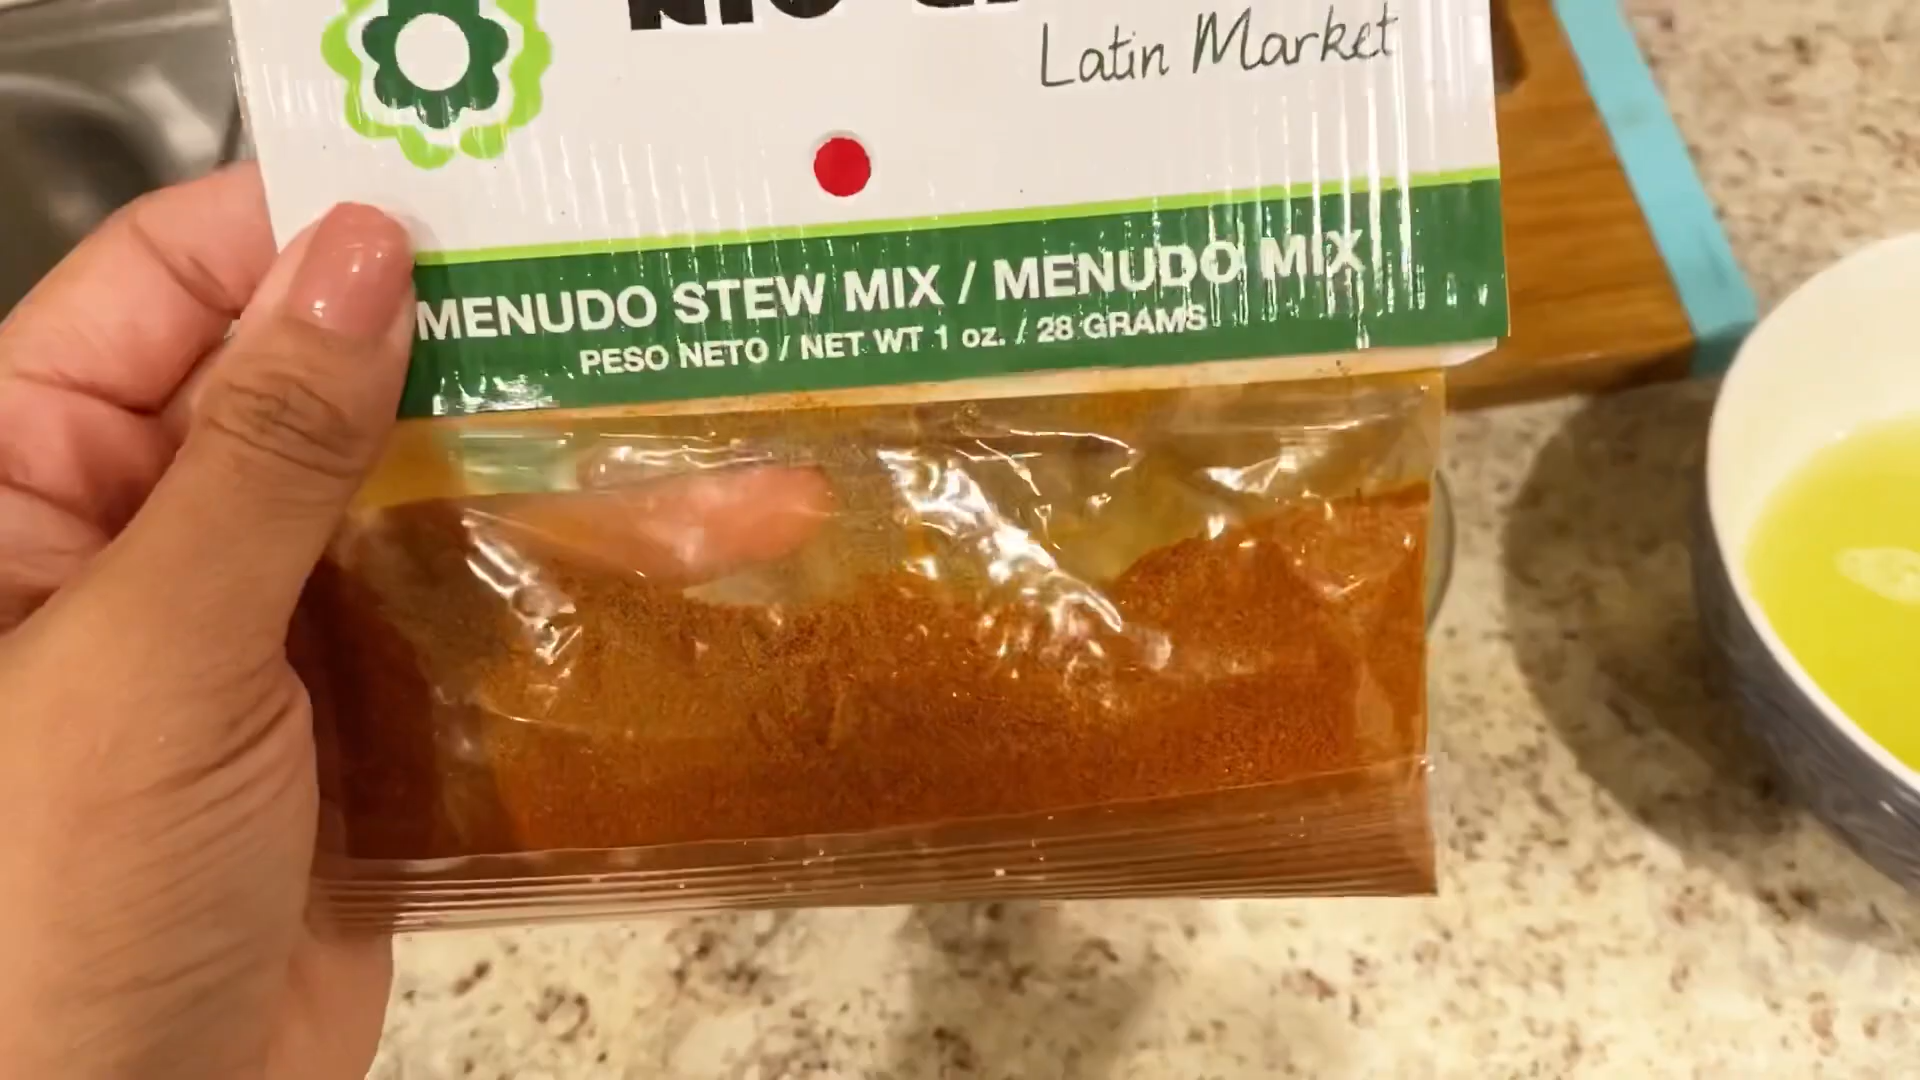 Latin Market
MENUDO STEW MIX / MENUDO MIX
PESO NETO / NET WT 1 oz. / 28 GRAMS